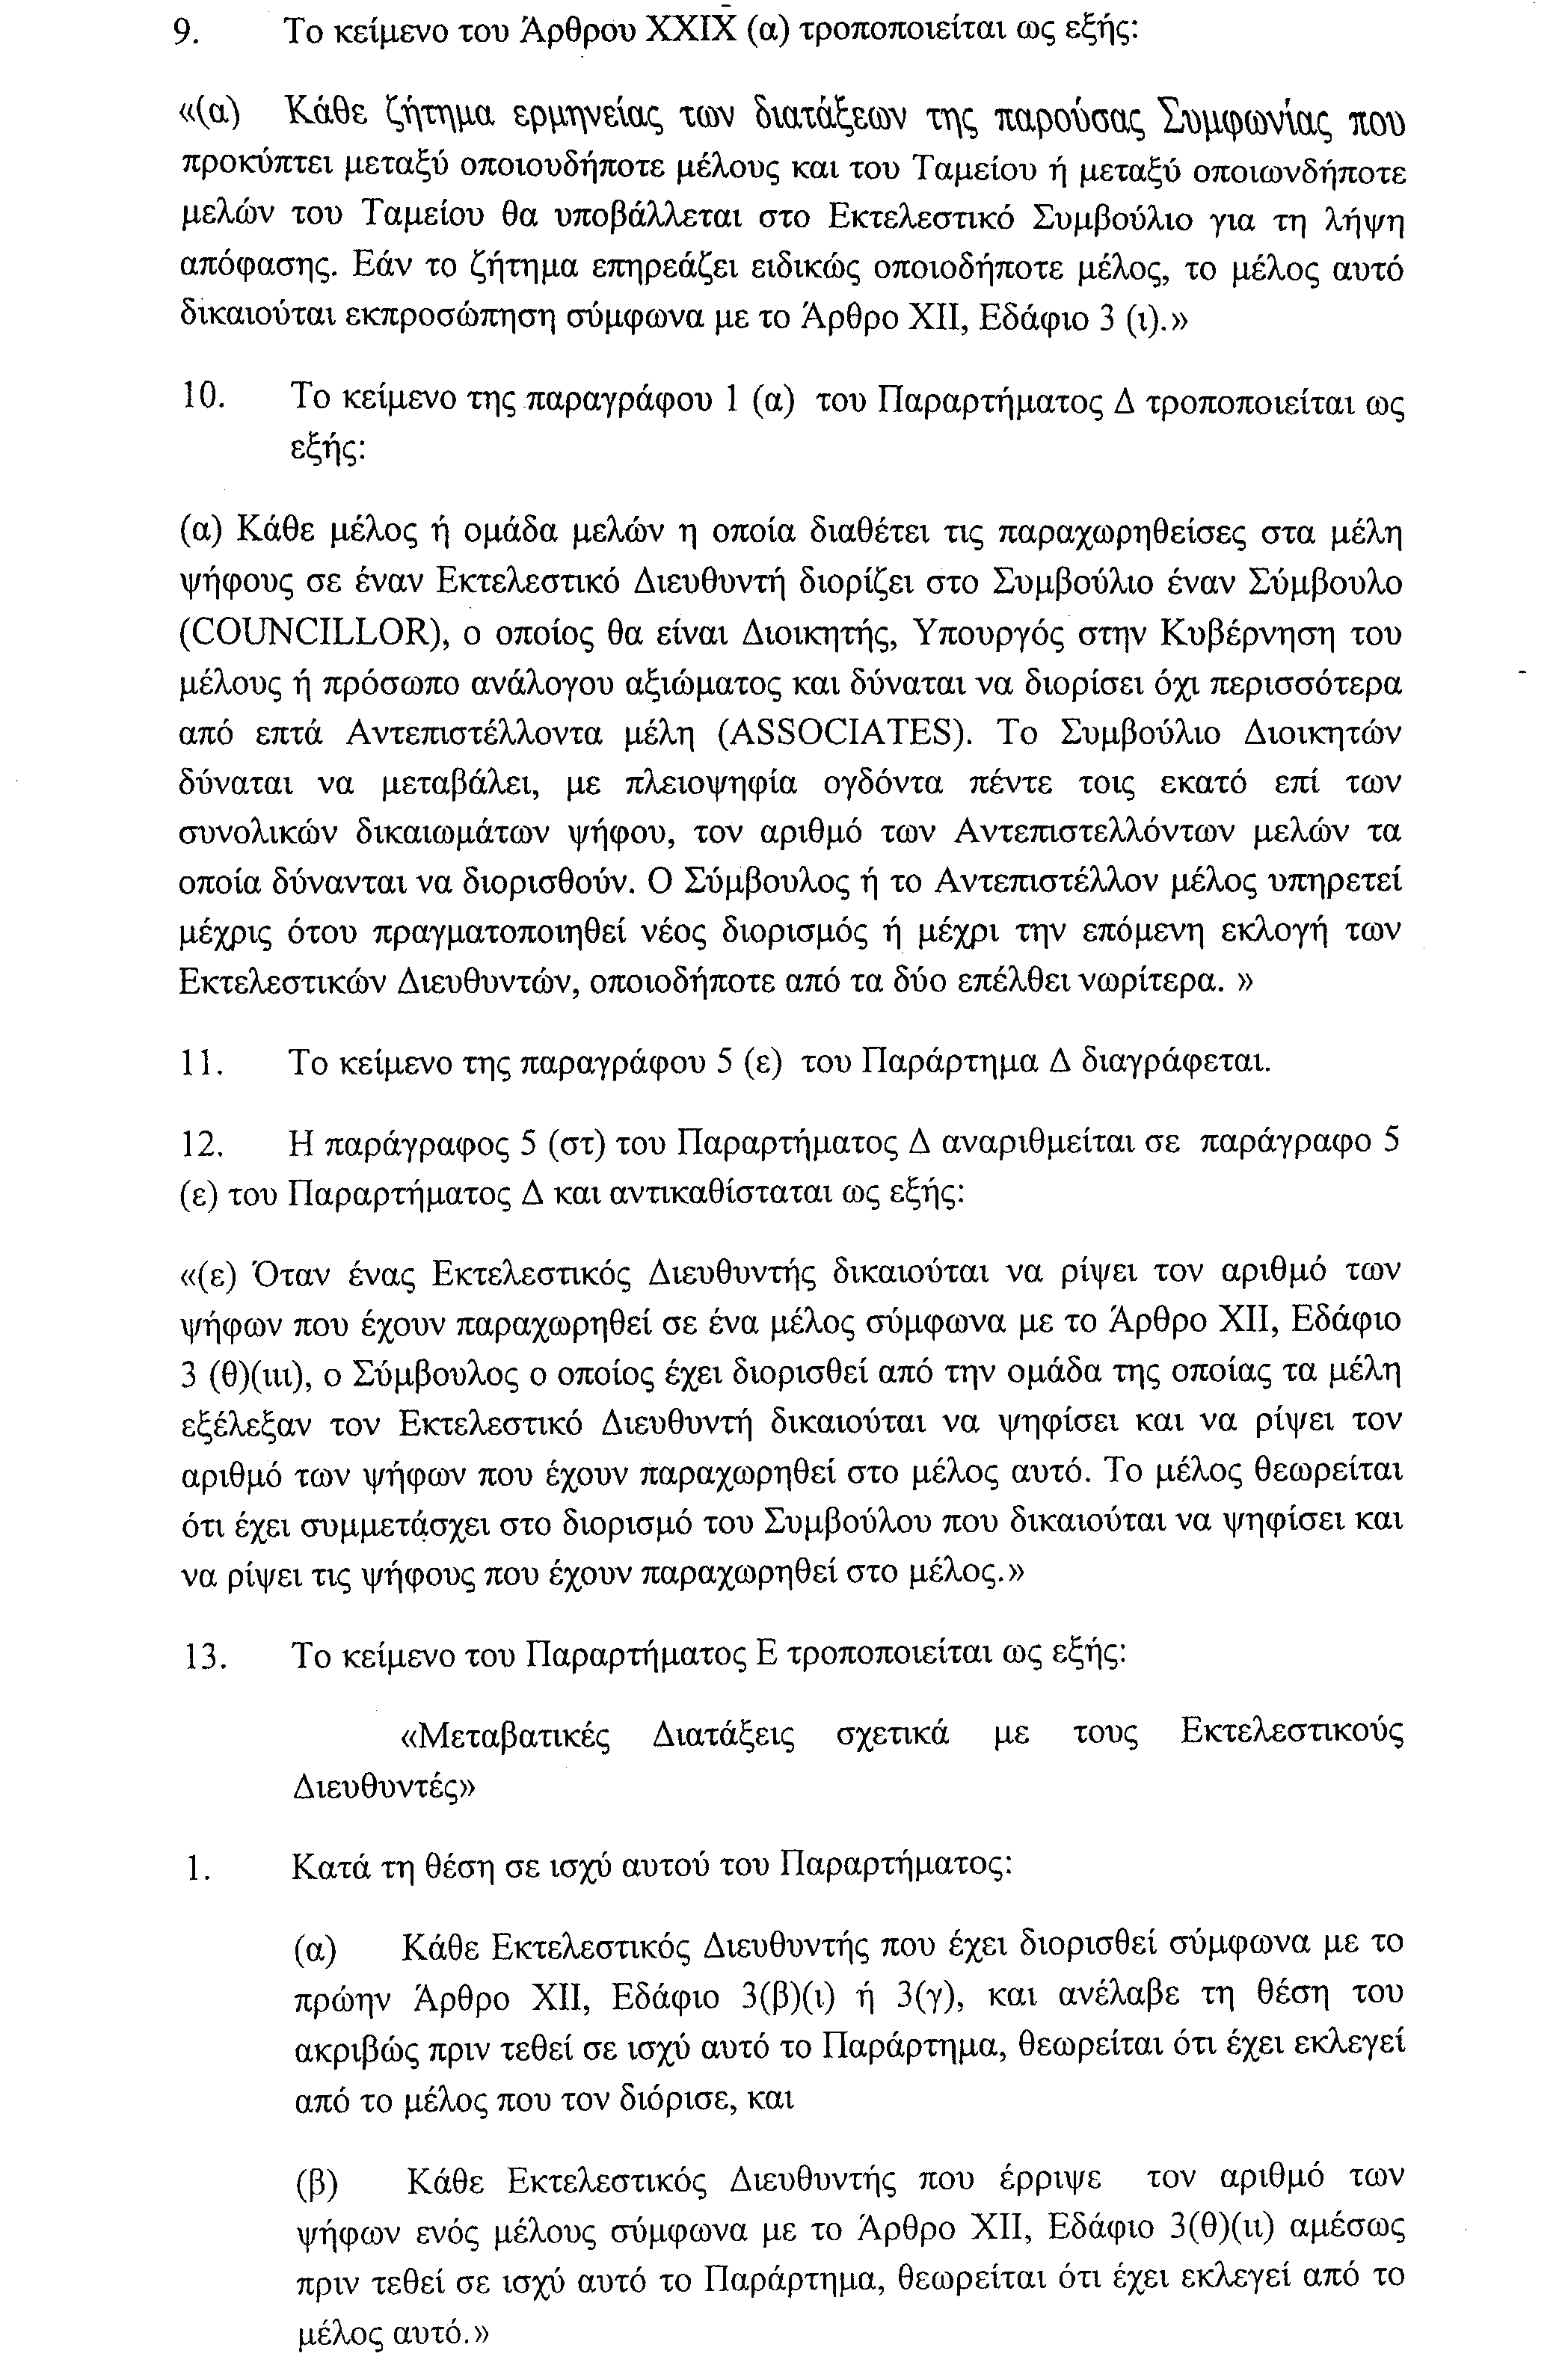 9. Το κείμενο του Άρθρου XXIX (α) τροποποιείται ως εξής:
«(α) Κάθε ζήτημα ερμηνείας των διατάξεων της παρούσας Συμφωνίας που
προκύπτει μεταξύ οποιουδήποτε μέλους και του Ταμείου ή μεταξύ οποιωνδήποτε
μελών του Ταμείου θα υποβάλλεται στο Εκτελεστικό Συμβούλιο για τη λήψη
απόφασης. Εάν το ζήτημα επηρεάζει ειδικώς οποιοδήποτε μέλος, το μέλος αυτό
δικαιούται εκπροσώπηση σύμφωνα με το Άρθρο XII, Εδάφιο 3 (ι).»
10. Το κείμενο της παραγράφου 1 (α) του Παραρτήματος Δ τροποποιείται ως
εξής:
(α) Κάθε μέλος ή ομάδα μελών η οποία διαθέτει τις παραχωρηθείσες στα μέλη
ψήφους σε έναν Εκτελεστικό Διευθυντή διορίζει στο Συμβούλιο έναν Σύμβουλο
(COUNCILLOR), ο οποίος θα είναι Διοικητής, Υπουργός στην Κυβέρνηση του
μέλους ή πρόσωπο ανάλογου αξιώματος και δύναται να διορίσει όχι περισσότερα
από επτά Αντεπιστέλλοντα μέλη (ASSOCIATES). Το Συμβούλιο Διοικητών
δύναται να μεταβάλει, με πλειοψηφία ογδόντα πέντε τοις εκατό επί των
συνολικών δικαιωμάτων ψήφου, τον αριθμό των Αντεπιστελλόντων μελών τα
οποία δύνανται να διορισθούν. Ο Σύμβουλος ή το Αντεπιστέλλον μέλος υπηρετεί
μέχρις ότου πραγματοποιηθεί νέος διορισμός ή μέχρι την επόμενη εκλογή των
Εκτελεστικών Διευθυντών, οποιοδήποτε από τα δύο επέλθει νωρίτερα. »
11. Το κείμενο της παραγράφου 5 (ε) του Παράρτημα Δ διαγράφεται.
12. Η παράγραφος 5 (στ) του Παραρτήματος Δ αναριθμείται σε παράγραφο 5
(ε) του Παραρτήματος Δ και αντικαθίσταται ως εξής:
«(ε) Όταν ένας Εκτελεστικός Διευθυντής δικαιούται να ρίψει τον αριθμό των
ψήφων που έχουν παραχωρηθεί σε ένα μέλος σύμφωνα με το Άρθρο XII, Εδάφιο
3 (θ)(ιιι), ο Σύμβουλος ο οποίος έχει διορισθεί από την ομάδα της οποίας τα μέλη
εξέλεξαν τον Εκτελεστικό Διευθυντή δικαιούται να ψηφίσει και να ρίψει τον
αριθμό των ψήφων που έχουν παραχωρηθεί στο μέλος αυτό. Το μέλος θεωρείται
ότι έχει συμμετάσχει στο διορισμό του Συμβούλου που δικαιούται να ψηφίσει και
να ρίψει τις ψήφους που έχουν παραχωρηθεί στο μέλος.»
13. Το κείμενο του Παραρτήματος Ε τροποποιείται ως εξής:
«Μεταβατικές Διατάξεις σχετικά με τους Εκτελεστικούς
Διευθυντές»
1. Κατά τη θέση σε ισχύ αυτού του Παραρτήματος:
(α) Κάθε Εκτελεστικός Διευθυντής που έχει διορισθεί σύμφωνα με το
πρώην Άρθρο XII, Εδάφιο 3(β)(ι) ή 3(γ), και ανέλαβε τη θέση του
ακριβώς πριν τεθεί σε ισχύ αυτό το Παράρτημα, θεωρείται ότι έχει εκλεγεί
από το μέλος που τον διόρισε, και
(β) Κάθε Εκτελεστικός Διευθυντής που έρριψε τον αριθμό των
ψήφων ενός μέλους σύμφωνα με το Άρθρο XII, Εδάφιο 3(θ)(ιι) αμέσως
πριν τεθεί σε ισχύ αυτό το Παράρτημα, θεωρείται ότι έχει εκλεγεί από το
μέλος αυτό.»